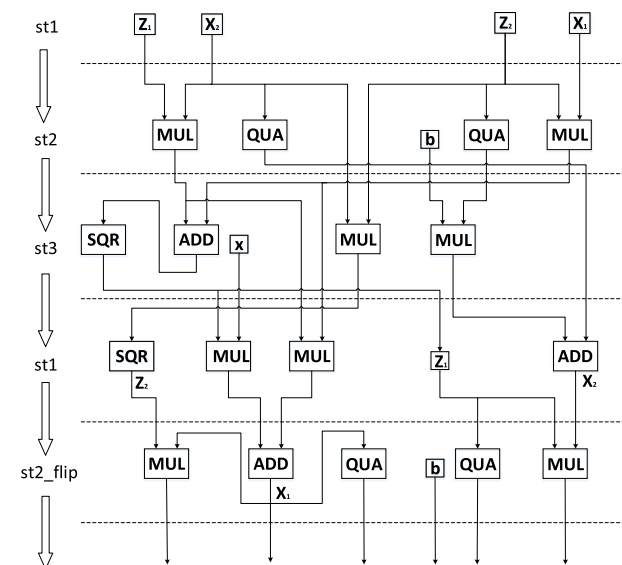 st1 Z₁ X₂ Z₂ X₁
st2 MUL QUA b QUA MUL
st3 SQR ADD x MUL MUL
st1 SQR MUL MUL Z₁ ADD
Z₂ X₂
st2_flip MUL ADD QUA b QUA MUL
X₁